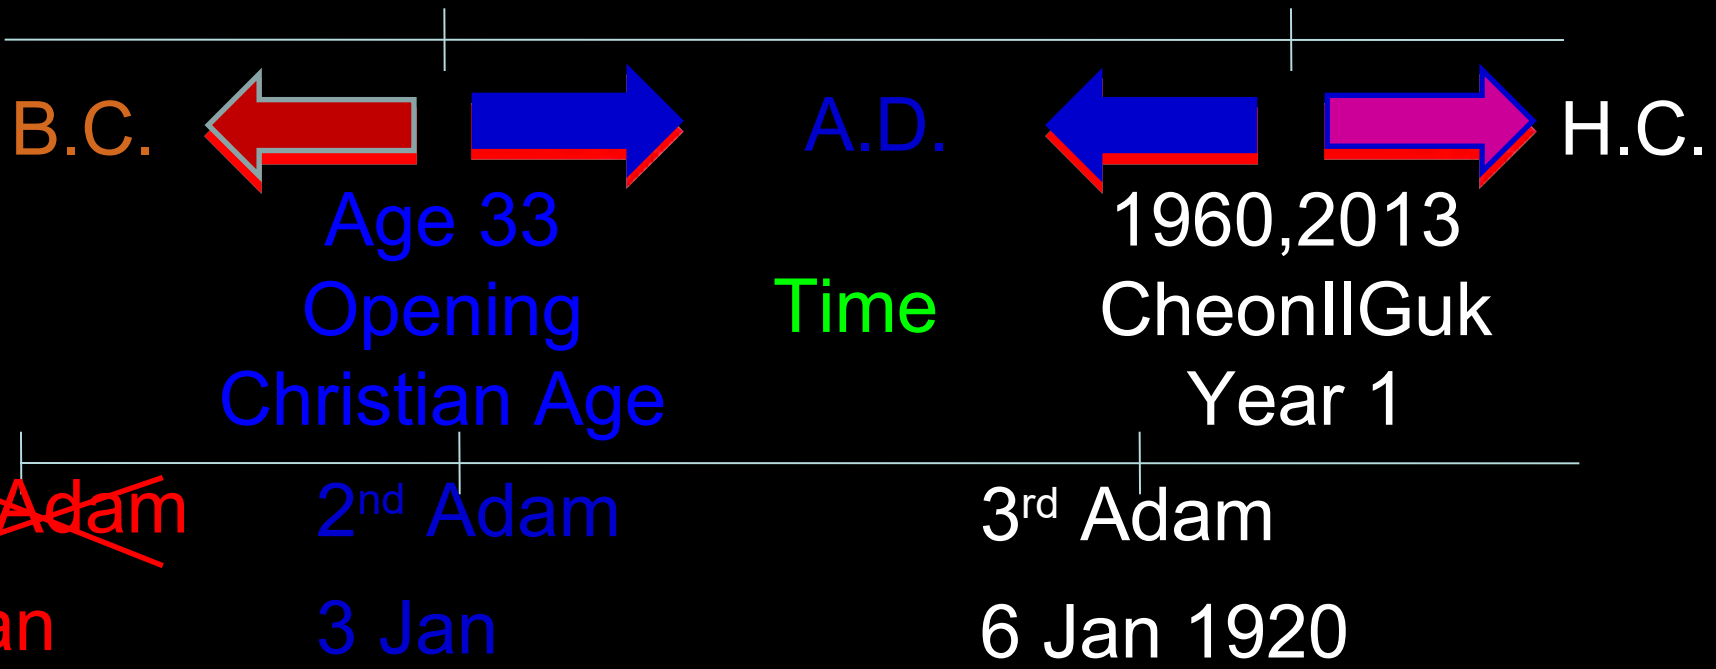 B.C. A.D. H.C.
Age 33
Opening
Christian Age
Time
1960,2013
CheonIlGuk
Year 1
Adam 2nd Adam 3rd Adam
3 Jan 6 Jan 1920